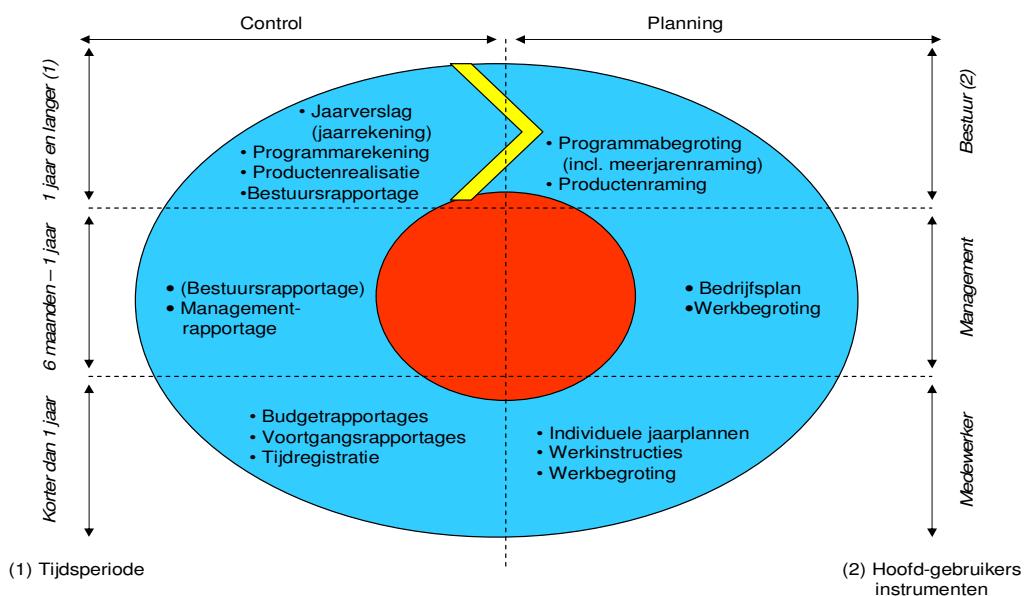 Control
Planning
1 jaar en langer (1)
• Jaarverslag
(jaarrekening)
• Programmarekening
• Productenrealisatie
•Bestuursrapportage
• Programmabegroting
(incl. meerjarenraming)
• Productenraming
Bestuur (2)
6 maanden – 1 jaar
• (Bestuursrapportage)
• Management-
rapportage
• Bedrijfsplan
•Werkbegroting
Management
Korter dan 1 jaar
• Budgetrapportages
• Voortgangsrapportages
• Tijdregistratie
• Individuele jaarplannen
• Werkinstructies
• Werkbegroting
Medewerker
(1) Tijdsperiode
(2) Hoofd-gebruikers
instrumenten